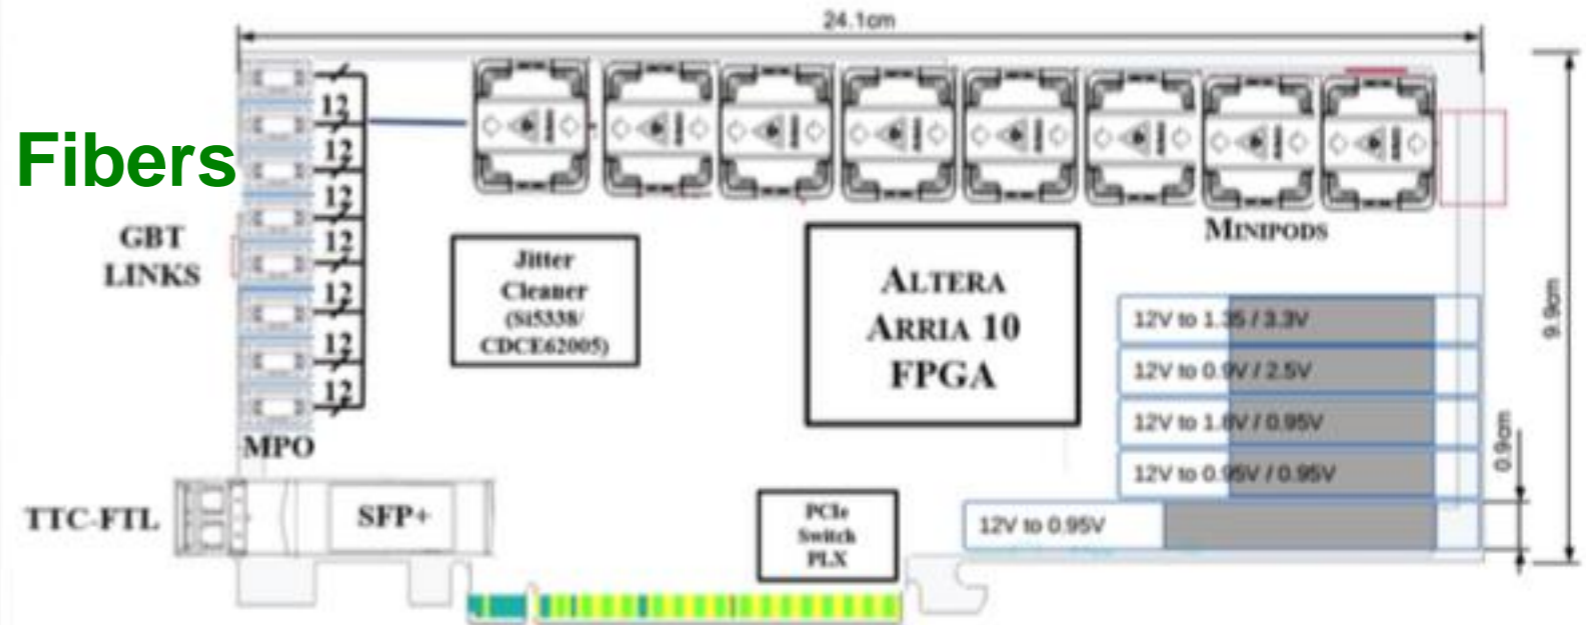 24.1cm
Fibers
12
12
12
12
12
12
12
GBT
LINKS
MINIPODS
Jitter
Cleaner
(Si5338/
CDCE62005)
ALTERA
ARRIA 10
FPGA
9.9cm
12V to 1.35 / 3.3V
12V to 0.9V / 2.5V
12V to 1.8V / 0.95V
12V to 0.95V / 0.95V
12V to 0.95V
0.9cm
MPO
TTC-FTL
SFP+
PCIe
Switch
PLX